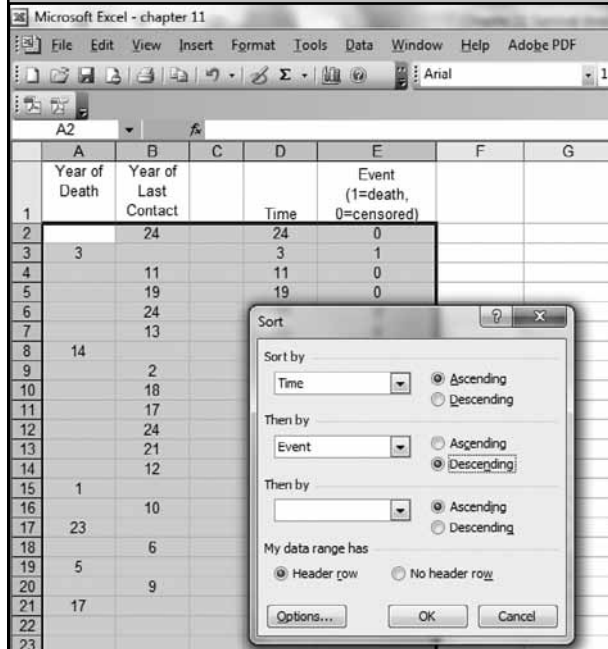 Microsoft Excel - chapter 11
File Edit View Insert Format Tools Data Window Help Adobe PDF
Arial 1
A2 fx
A B C D E F G
Year of Year of Event
Death Last (1=death,
1 Contact Time 0=censored)
2 24 24 0
3 3 3 1
4 11 11 0
5 19 19 0
6 24
7 13
8 14
9 2
10 18
11 17
12 24
13 21
14 12
15 1
16 10
17 23
18 6
19 5
20 9
21 17
22
23
Sort
Sort by
Time Ascending
Descending
Then by
Event Ascending
Descending
Then by
Ascending
Descending
My data range has
Header row No header row
Options... OK Cancel